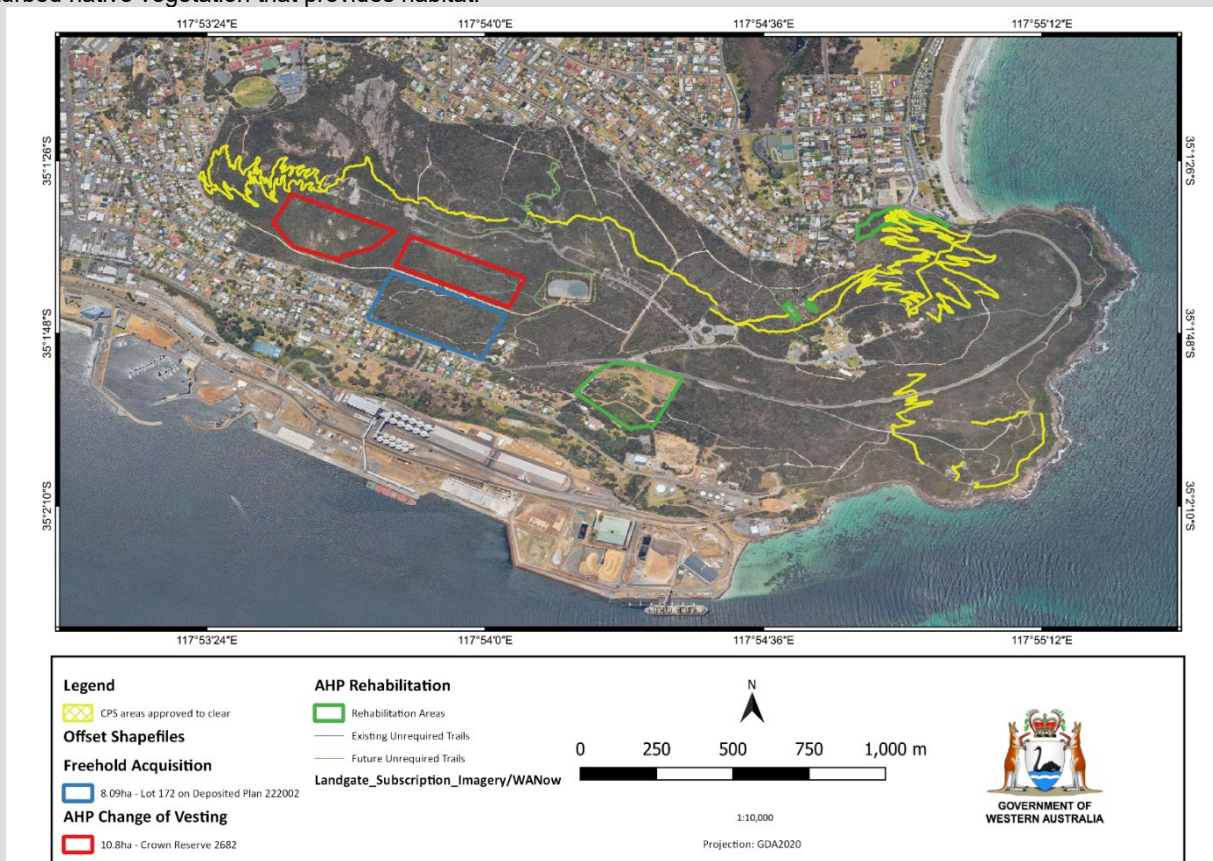 117°53'24"E 117°54'0"E 117°54'36"E 117°55'12"E
35°1'26"S 35°1'26"S
35°1'48"S 35°1'48"S
35°2'10"S 35°2'10"S
117°53'24"E 117°54'0"E 117°54'36"E 117°55'12"E
Legend
CPS areas approved to clear
Offset Shapefiles
Freehold Acquisition
8.09ha - Lot 172 on Deposited Plan 222002
AHP Change of Vesting
10.8ha - Crown Reserve 2682
AHP Rehabilitation
Rehabilitation Areas
Existing Unrequired Trails
Future Unrequired Trails
Landgate_Subscription_Imagery/WANow
N
0 250 500 750 1,000 m
1:10,000
Projection: GDA2020
GOVERNMENT OF
WESTERN AUSTRALIA